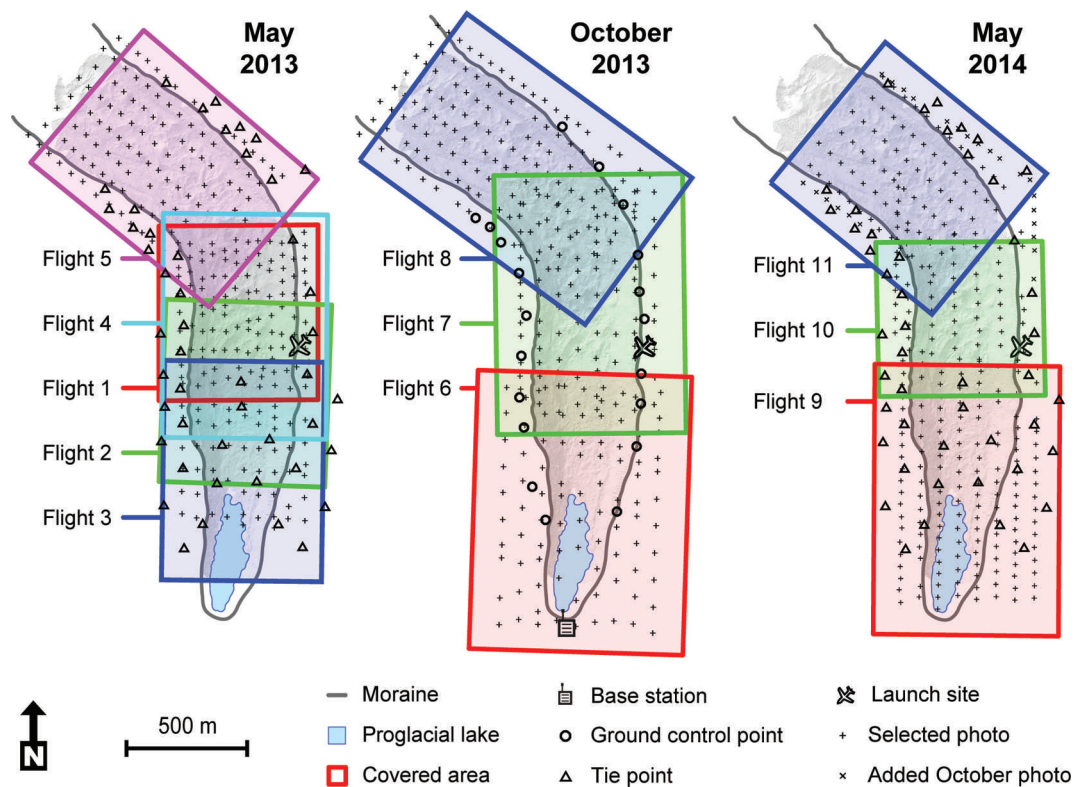 May
2013
October
2013
May
2014
Flight 5
Flight 4
Flight 1
Flight 2
Flight 3
Flight 8
Flight 7
Flight 6
Flight 11
Flight 10
Flight 9
N
500 m
Moraine
Proglacial lake
Covered area
Base station
Ground control point
Tie point
Launch site
Selected photo
Added October photo